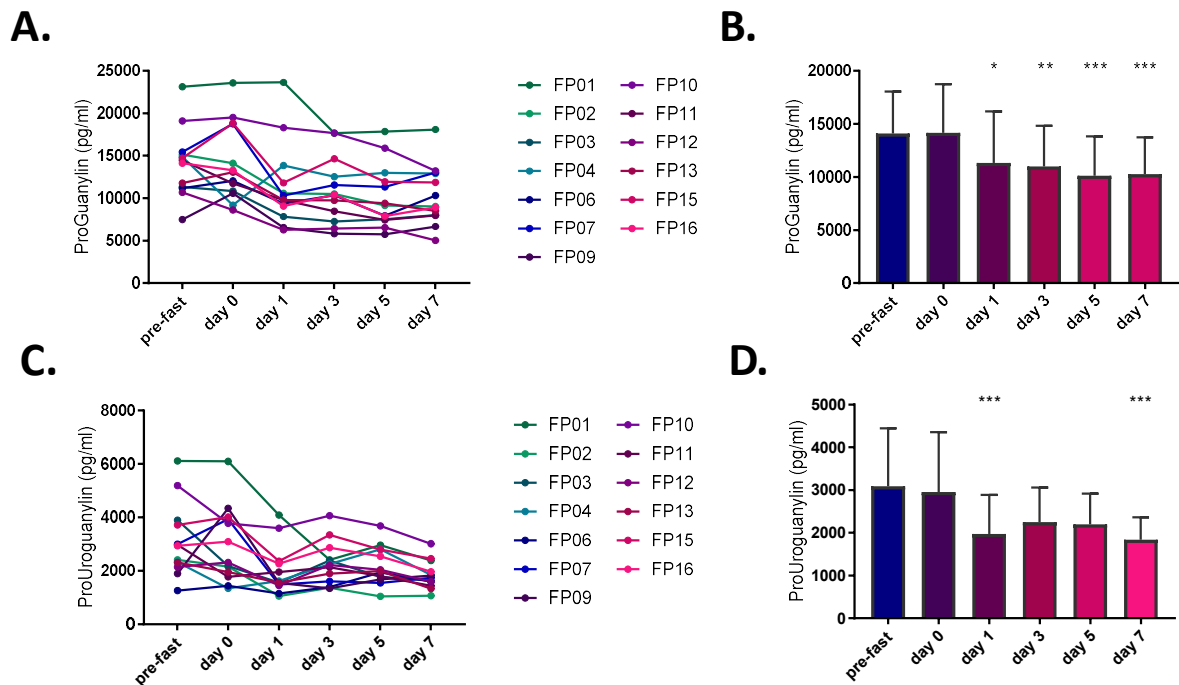 A.
ProGuanylin (pg/ml)
25000
20000
15000
10000
5000
0
pre-fast
day 0
day 1
day 3
day 5
day 7
FP01
FP02
FP03
FP04
FP06
FP07
FP09
FP10
FP11
FP12
FP13
FP15
FP16
B.
ProGuanylin (pg/ml)
20000
15000
10000
5000
0
* ** *** ***
pre-fast
day 0
day 1
day 3
day 5
day 7
C.
ProUroguanylin (pg/ml)
8000
6000
4000
2000
0
pre-fast
day 0
day 1
day 3
day 5
day 7
FP01
FP02
FP03
FP04
FP06
FP07
FP09
FP10
FP11
FP12
FP13
FP15
FP16
D.
ProUroguanylin (pg/ml)
5000
4000
3000
2000
1000
0
*** ***
pre-fast
day 0
day 1
day 3
day 5
day 7